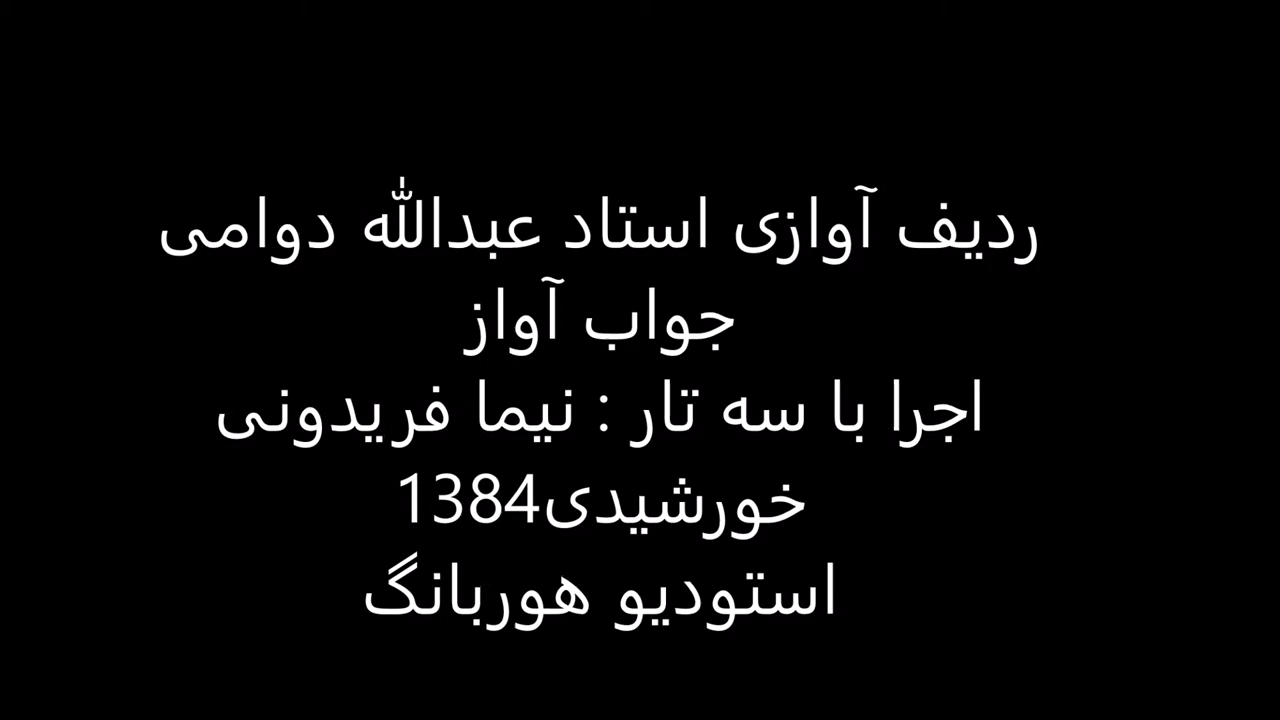 ردیف آوازی استاد عبدالله دوامی
جواب آواز
اجرا با سه تار : نیما فریدونی
خورشیدی1384
استودیو هوربانگ